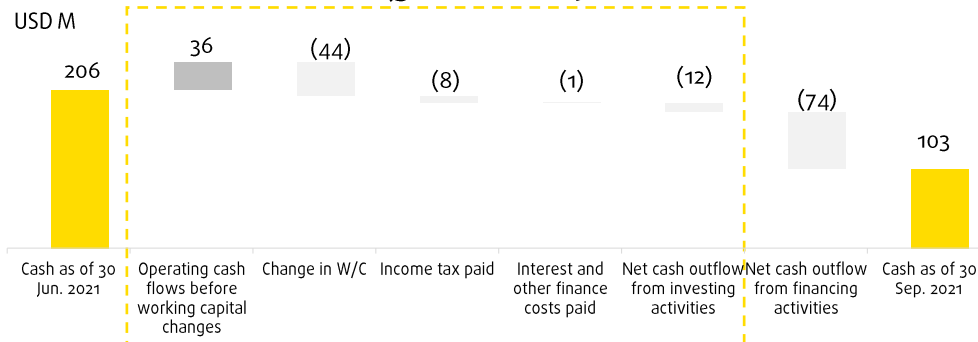 USD M
206
36
(44)
(8)
(1)
(12)
(74)
103
Cash as of 30
Jun. 2021
Operating cash
flows before
working capital
changes
Change in W/C
Income tax paid
Interest and
other finance
costs paid
Net cash outflow
from investing
activities
Net cash outflow
from financing
activities
Cash as of 30
Sep. 2021